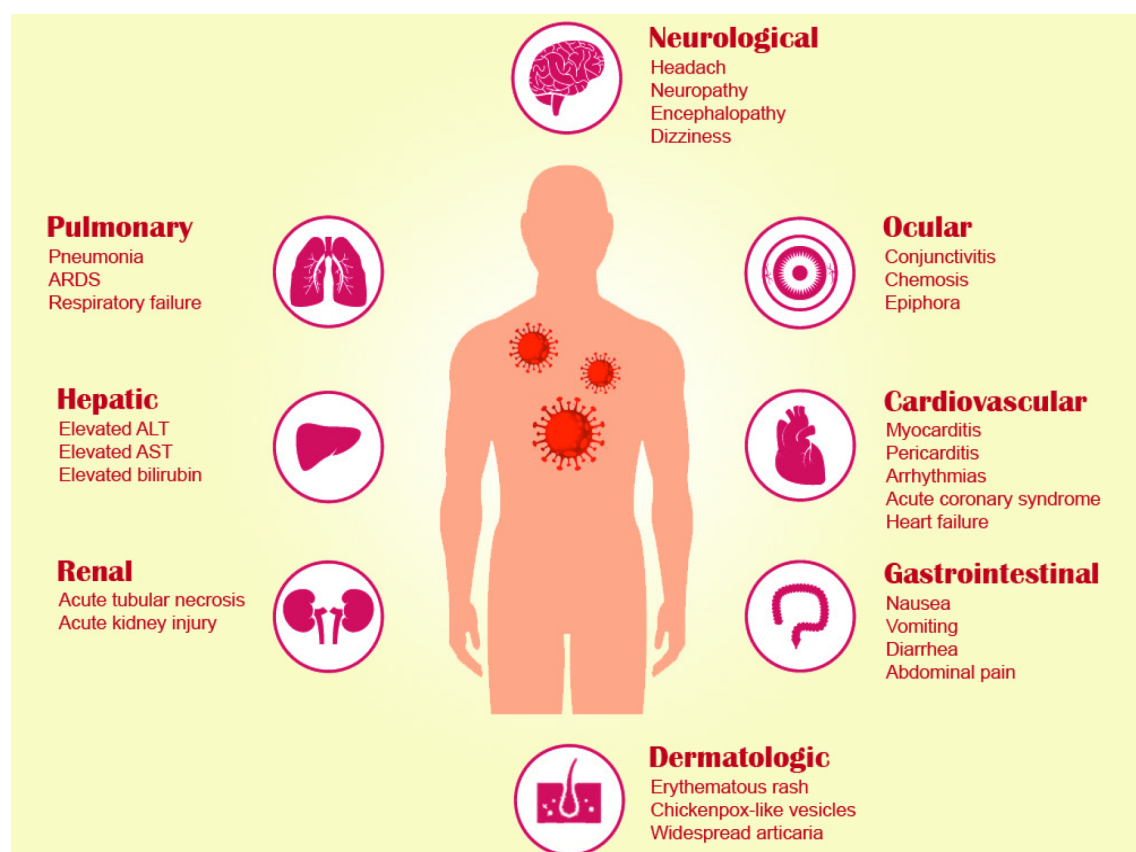 Neurological
Headach
Neuropathy
Encephalopathy
Dizziness
Pulmonary
Pneumonia
ARDS
Respiratory failure
Ocular
Conjunctivitis
Chemosis
Epiphora
Hepatic
Elevated ALT
Elevated AST
Elevated bilirubin
Cardiovascular
Myocarditis
Pericarditis
Arrhythmias
Acute coronary syndrome
Heart failure
Renal
Acute tubular necrosis
Acute kidney injury
Gastrointestinal
Nausea
Vomiting
Diarrhea
Abdominal pain
Dermatologic
Erythematous rash
Chickenpox-like vesicles
Widespread articaria